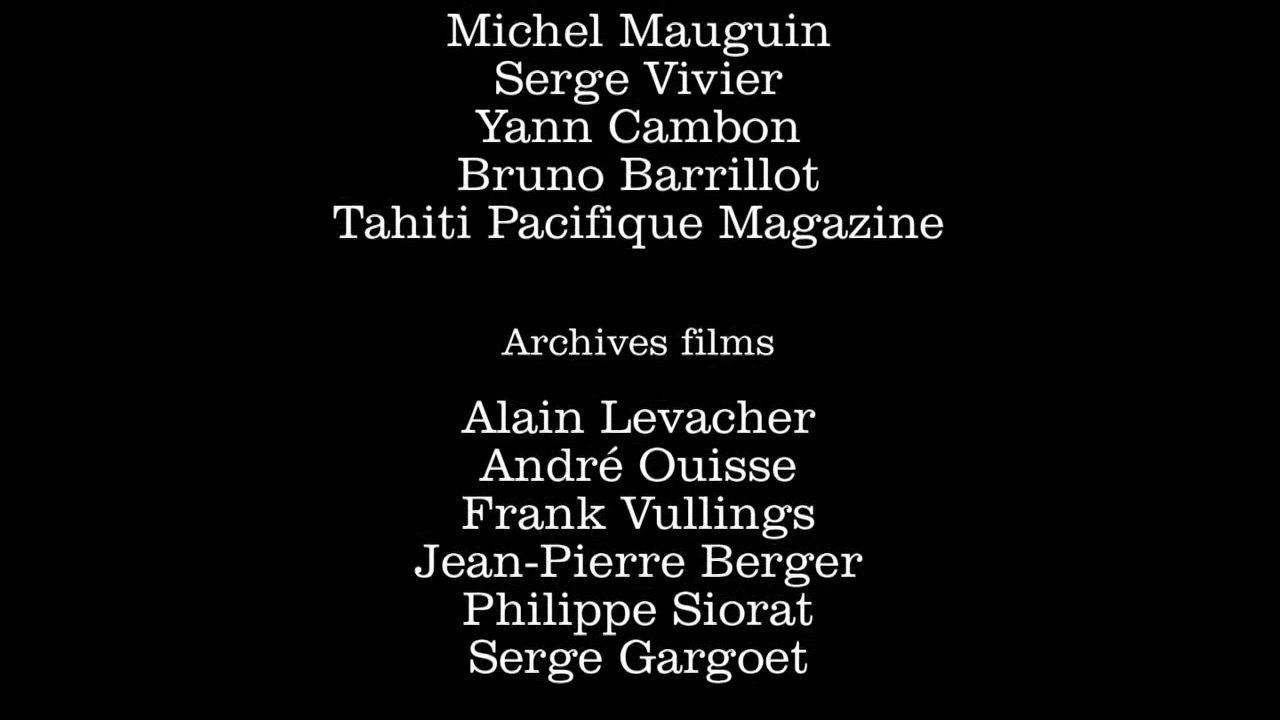 Michel Mauguin
Serge Vivier
Yann Cambon
Bruno Barrillot
Tahiti Pacifique Magazine
Archives films
Alain Levacher
André Ouisse
Frank Vullings
Jean-Pierre Berger
Philippe Siorat
Serge Gargoet